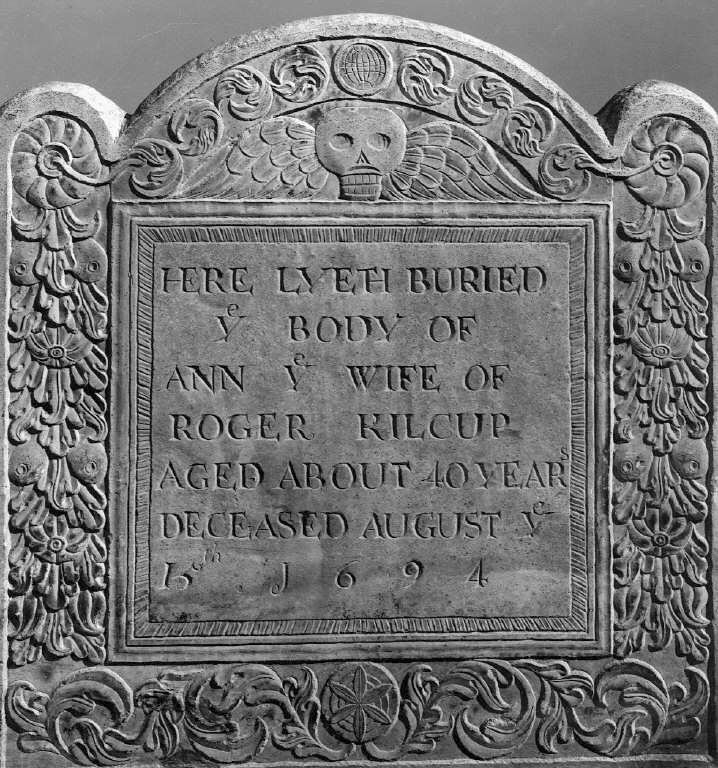 HERE LYETH BURIED
yᵉ BODY OF
ANN yᵉ WIFE OF
ROGER KILCUP
AGED ABOUT 40 YEARˢ
DECEASED AUGUST yᵉ
1694